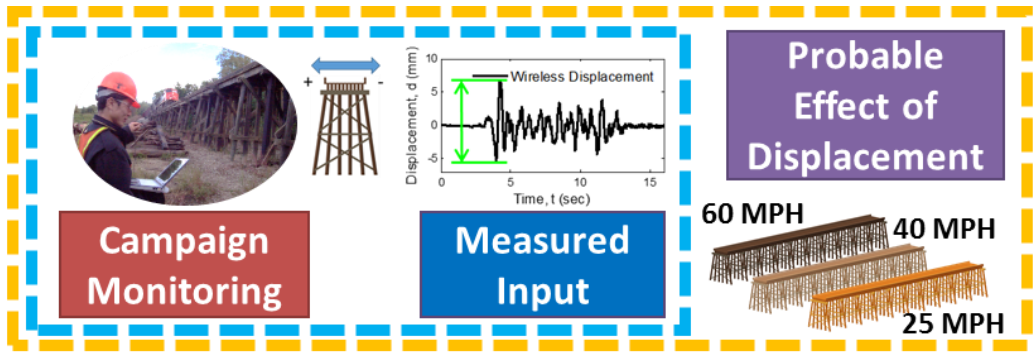 +
-
Displacement, d (mm)
10
5
0
-5
Wireless Displacement
0
5
10
15
Time, t (sec)
Campaign
Monitoring
Measured
Input
Probable
Effect of
Displacement
60 MPH
40 MPH
25 MPH